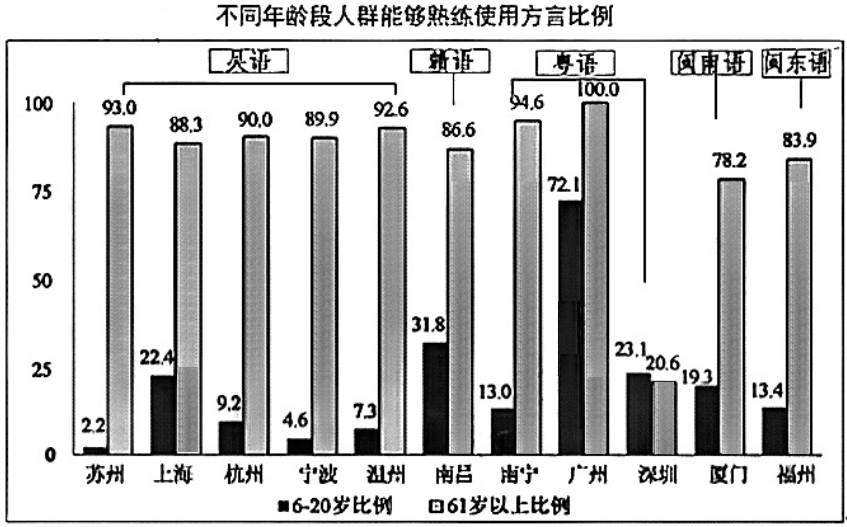 不同年龄段人群能够熟练使用方言比例
吴语 赣语 粤语 闽南语 闽东语
100 93.0 88.3 90.0 89.9 92.6 86.6 94.6 100.0 78.2 83.9
75 72.1
50
25 22.4 31.8 23.1 20.6 19.3
0 2.2 9.2 4.6 7.3 13.0 13.4
苏州 上海 杭州 宁波 温州 南昌 南宁 广州 深圳 厦门 福州
6-20岁比例 61岁以上比例